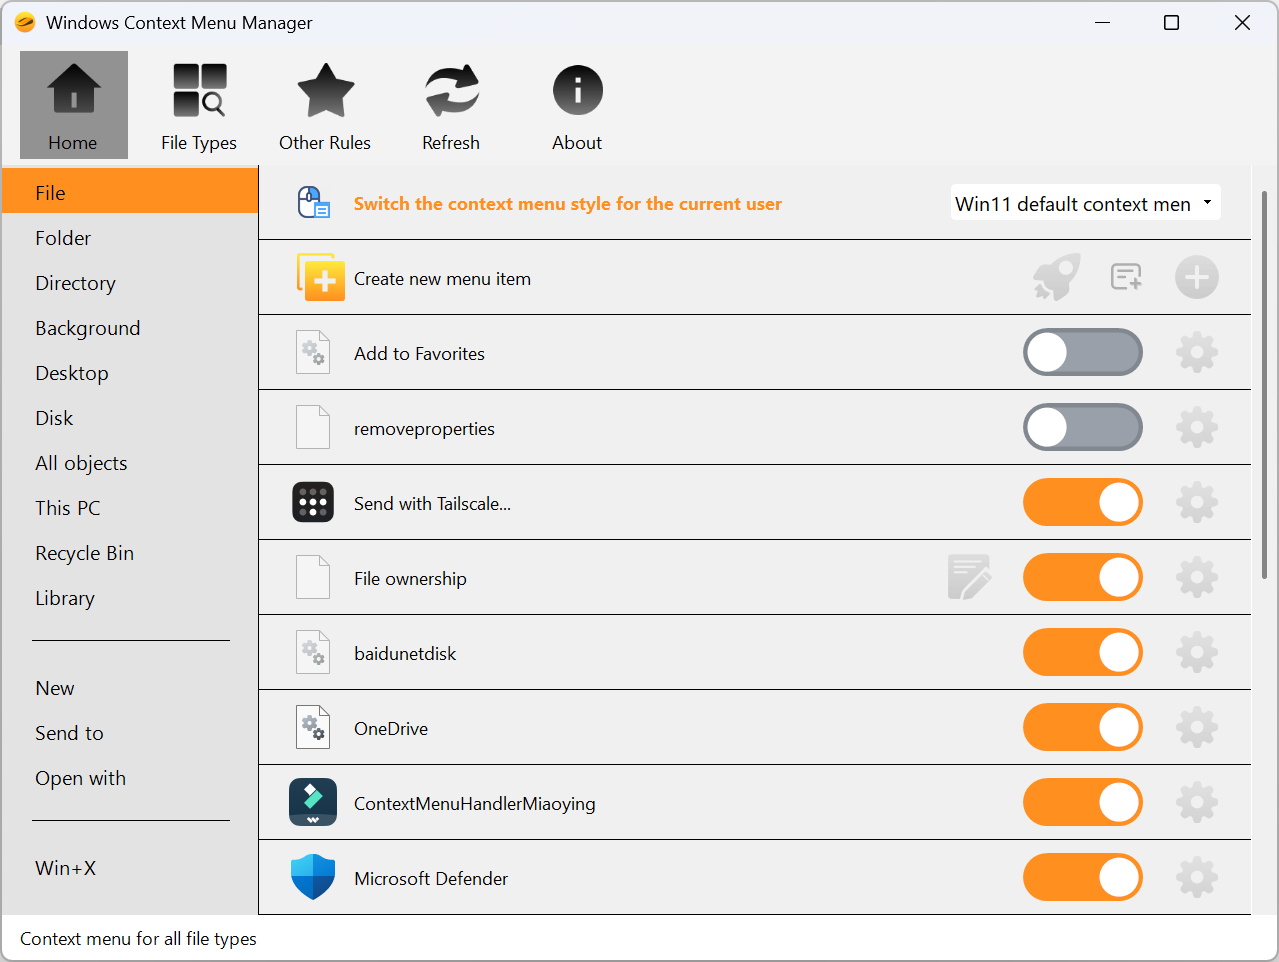 Windows Context Menu Manager
Home
File Types
Other Rules
Refresh
About
File
Folder
Directory
Background
Desktop
Disk
All objects
This PC
Recycle Bin
Library
New
Send to
Open with
Win+X
Switch the context menu style for the current user
Win11 default context men
Create new menu item
Add to Favorites
removeproperties
Send with Tailscale...
File ownership
baidunetdisk
OneDrive
ContextMenuHandlerMiaoying
Microsoft Defender
Context menu for all file types